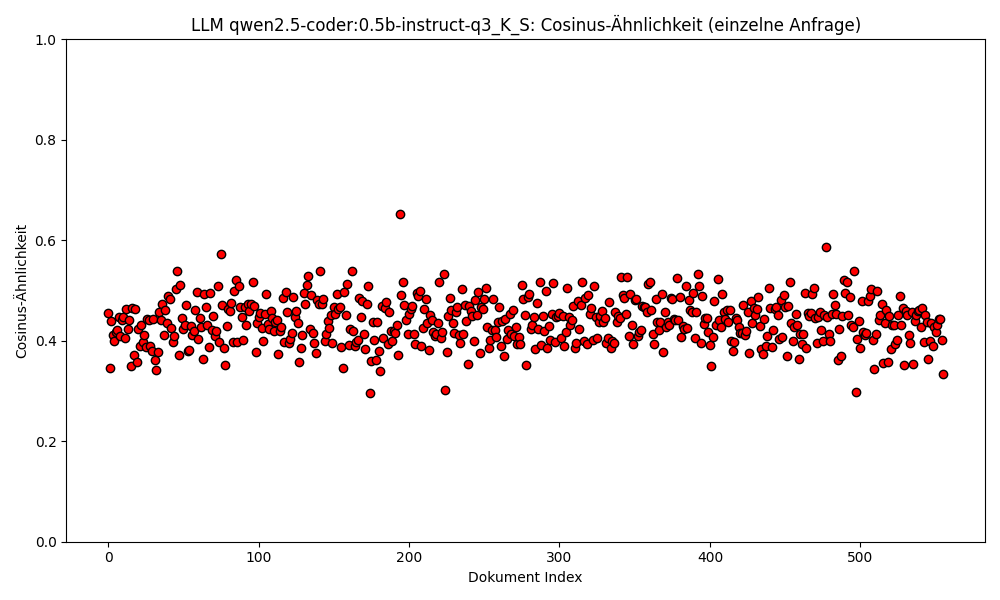 LLM qwen2.5-coder:0.5b-instruct-q3_K_S: Cosinus-Ähnlichkeit (einzelne Anfrage)
1.0
0.8
0.6
0.4
0.2
0.0
Cosinus-Ähnlichkeit
0 100 200 300 400 500
Dokument Index